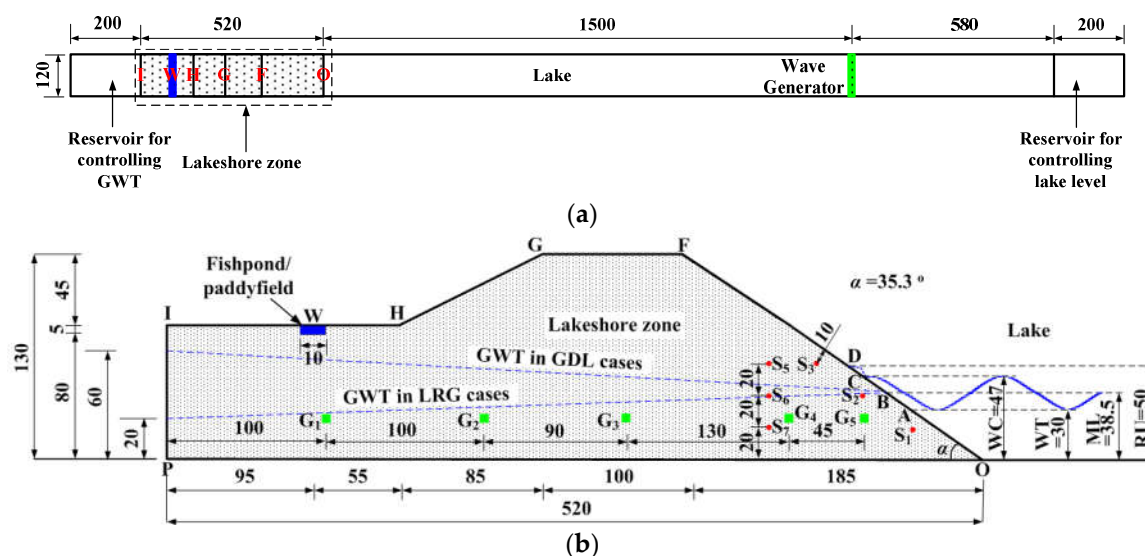 200
520
1500
580
200
120
I
W
H
G
F
O
Lake
Wave
Generator
Reservoir for
controlling
GWT
Lakeshore zone
Reservoir for
controlling
lake level
(a)
G
F
Fishpond/
paddyfield
α =35.3 °
I
W
H
Lakeshore zone
10
Lake
45
5
130
80
60
20
10
GWT in GDL cases
GWT in LRG cases
D
C
B
A
S5
S3
S6
S2
S7
S1
20
20
20
G1
G2
G3
G4
G5
100
100
90
130
45
WC=47
WT
=30
ML
=38.5
RU=50
α
P
O
95
55
85
100
185
520
(b)